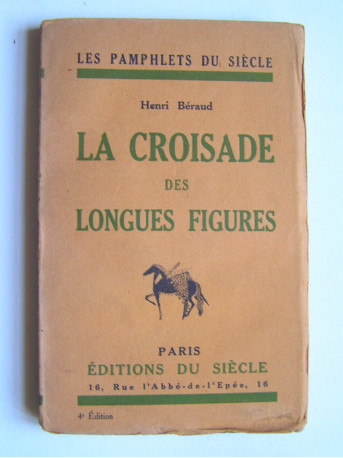 LES PAMPHLETS DU SIÈCLE
Henri Béraud
LA CROISADE
DES
LONGUES FIGURES
PARIS
ÉDITIONS DU SIÈCLE
16, Rue l'Abbé-de-l'Epée, 16
4e Édition